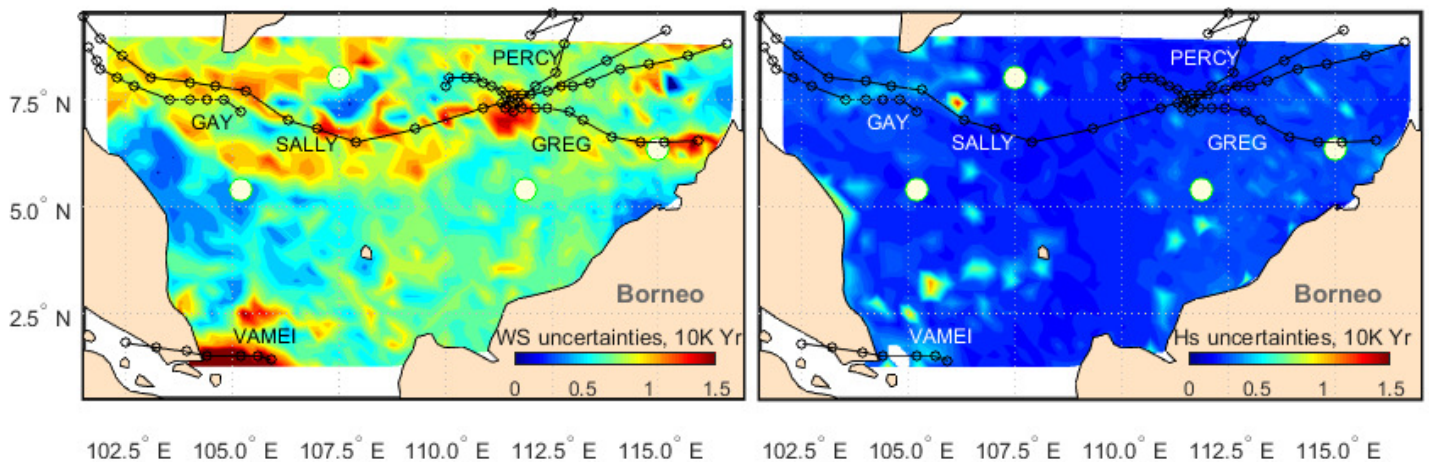 PERCY
PERCY
7.5° N
GAY
GAY
SALLY
GREG
SALLY
GREG
5.0° N
Borneo
Borneo
2.5° N
VAMEI
WS uncertainties, 10K Yr
VAMEI
Hs uncertainties, 10K Yr
0 0.5 1 1.5
0 0.5 1 1.5
102.5° E 105.0° E 107.5° E 110.0° E 112.5° E 115.0° E
102.5° E 105.0° E 107.5° E 110.0° E 112.5° E 115.0° E